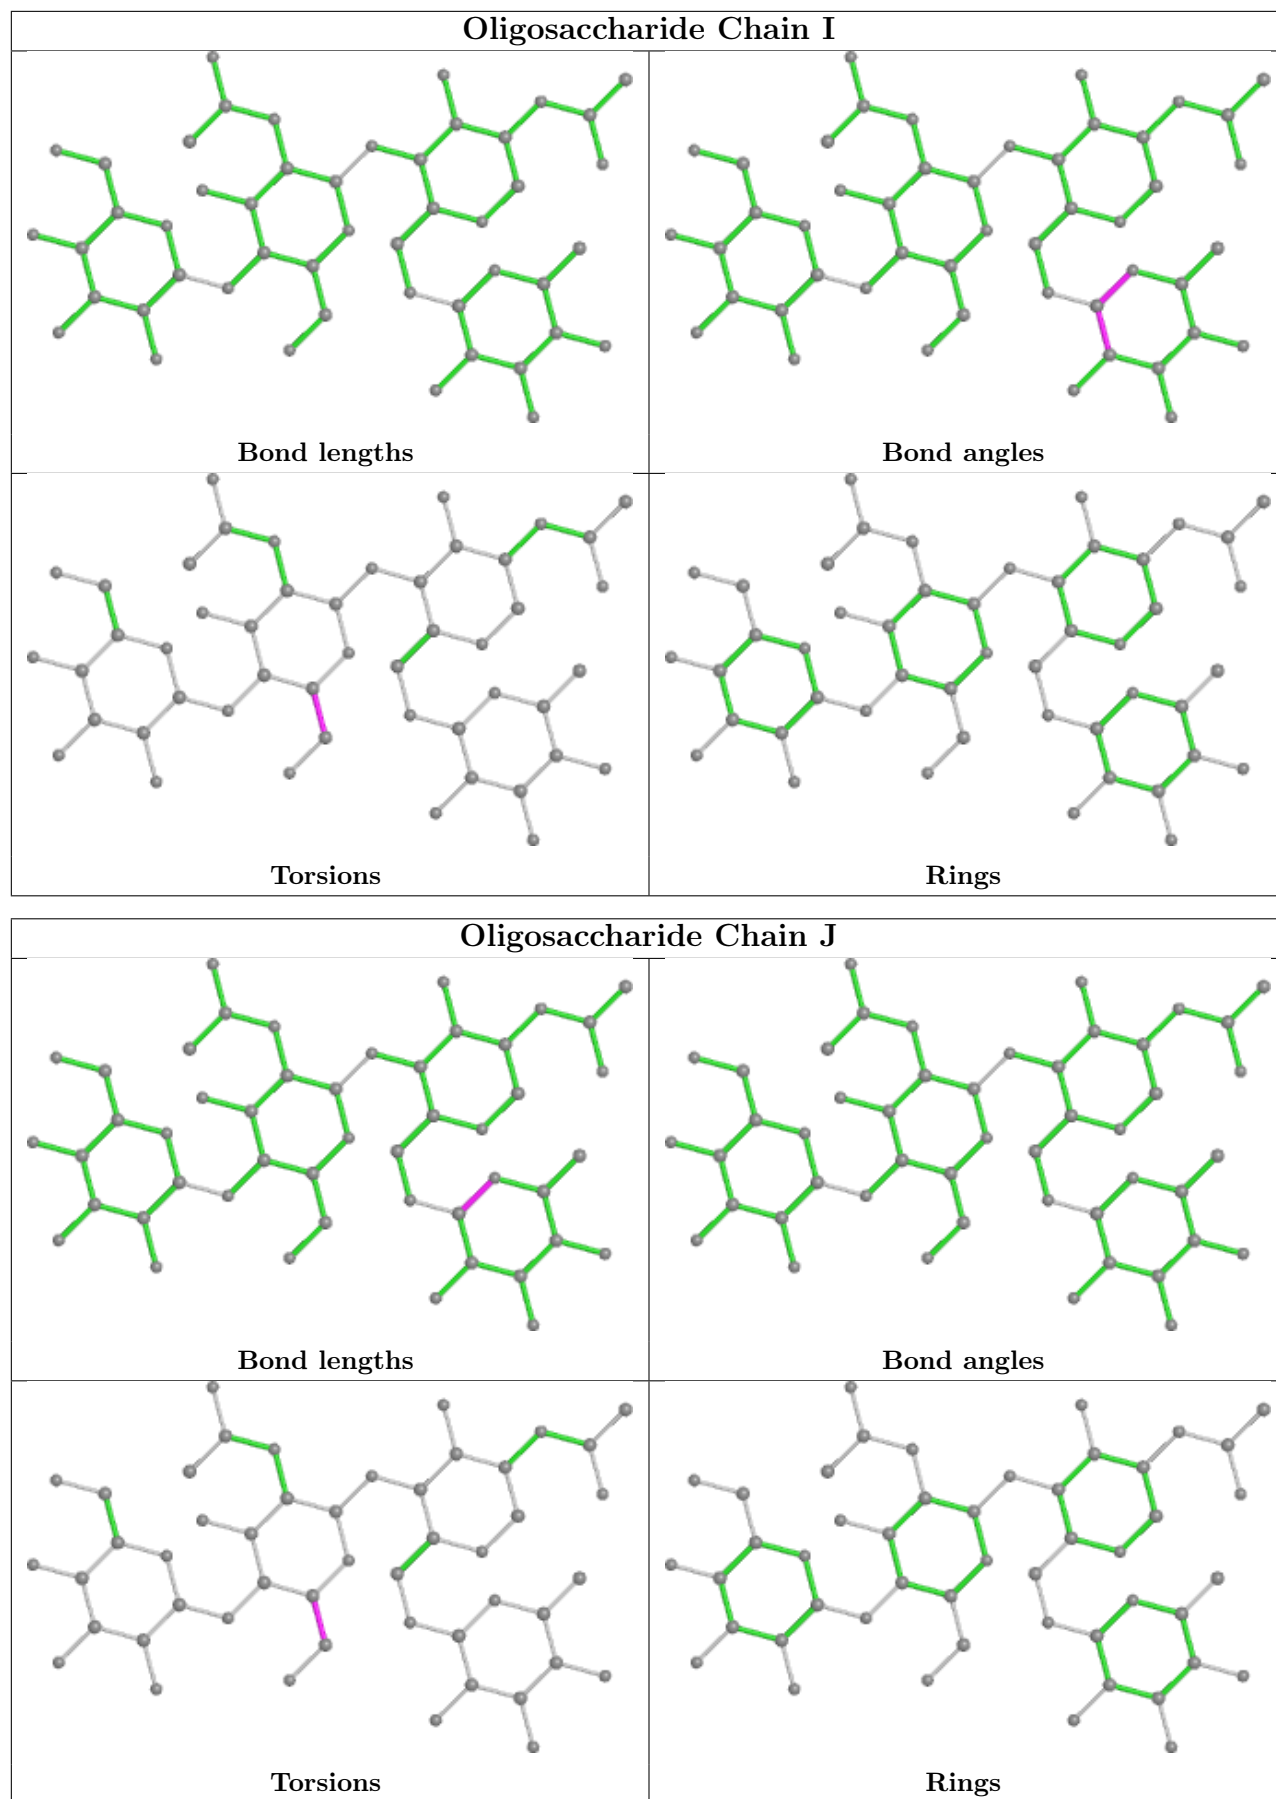 Oligosaccharide Chain I
Bond lengths
Bond angles
Torsions
Rings
Oligosaccharide Chain J
Bond lengths
Bond angles
Torsions
Rings